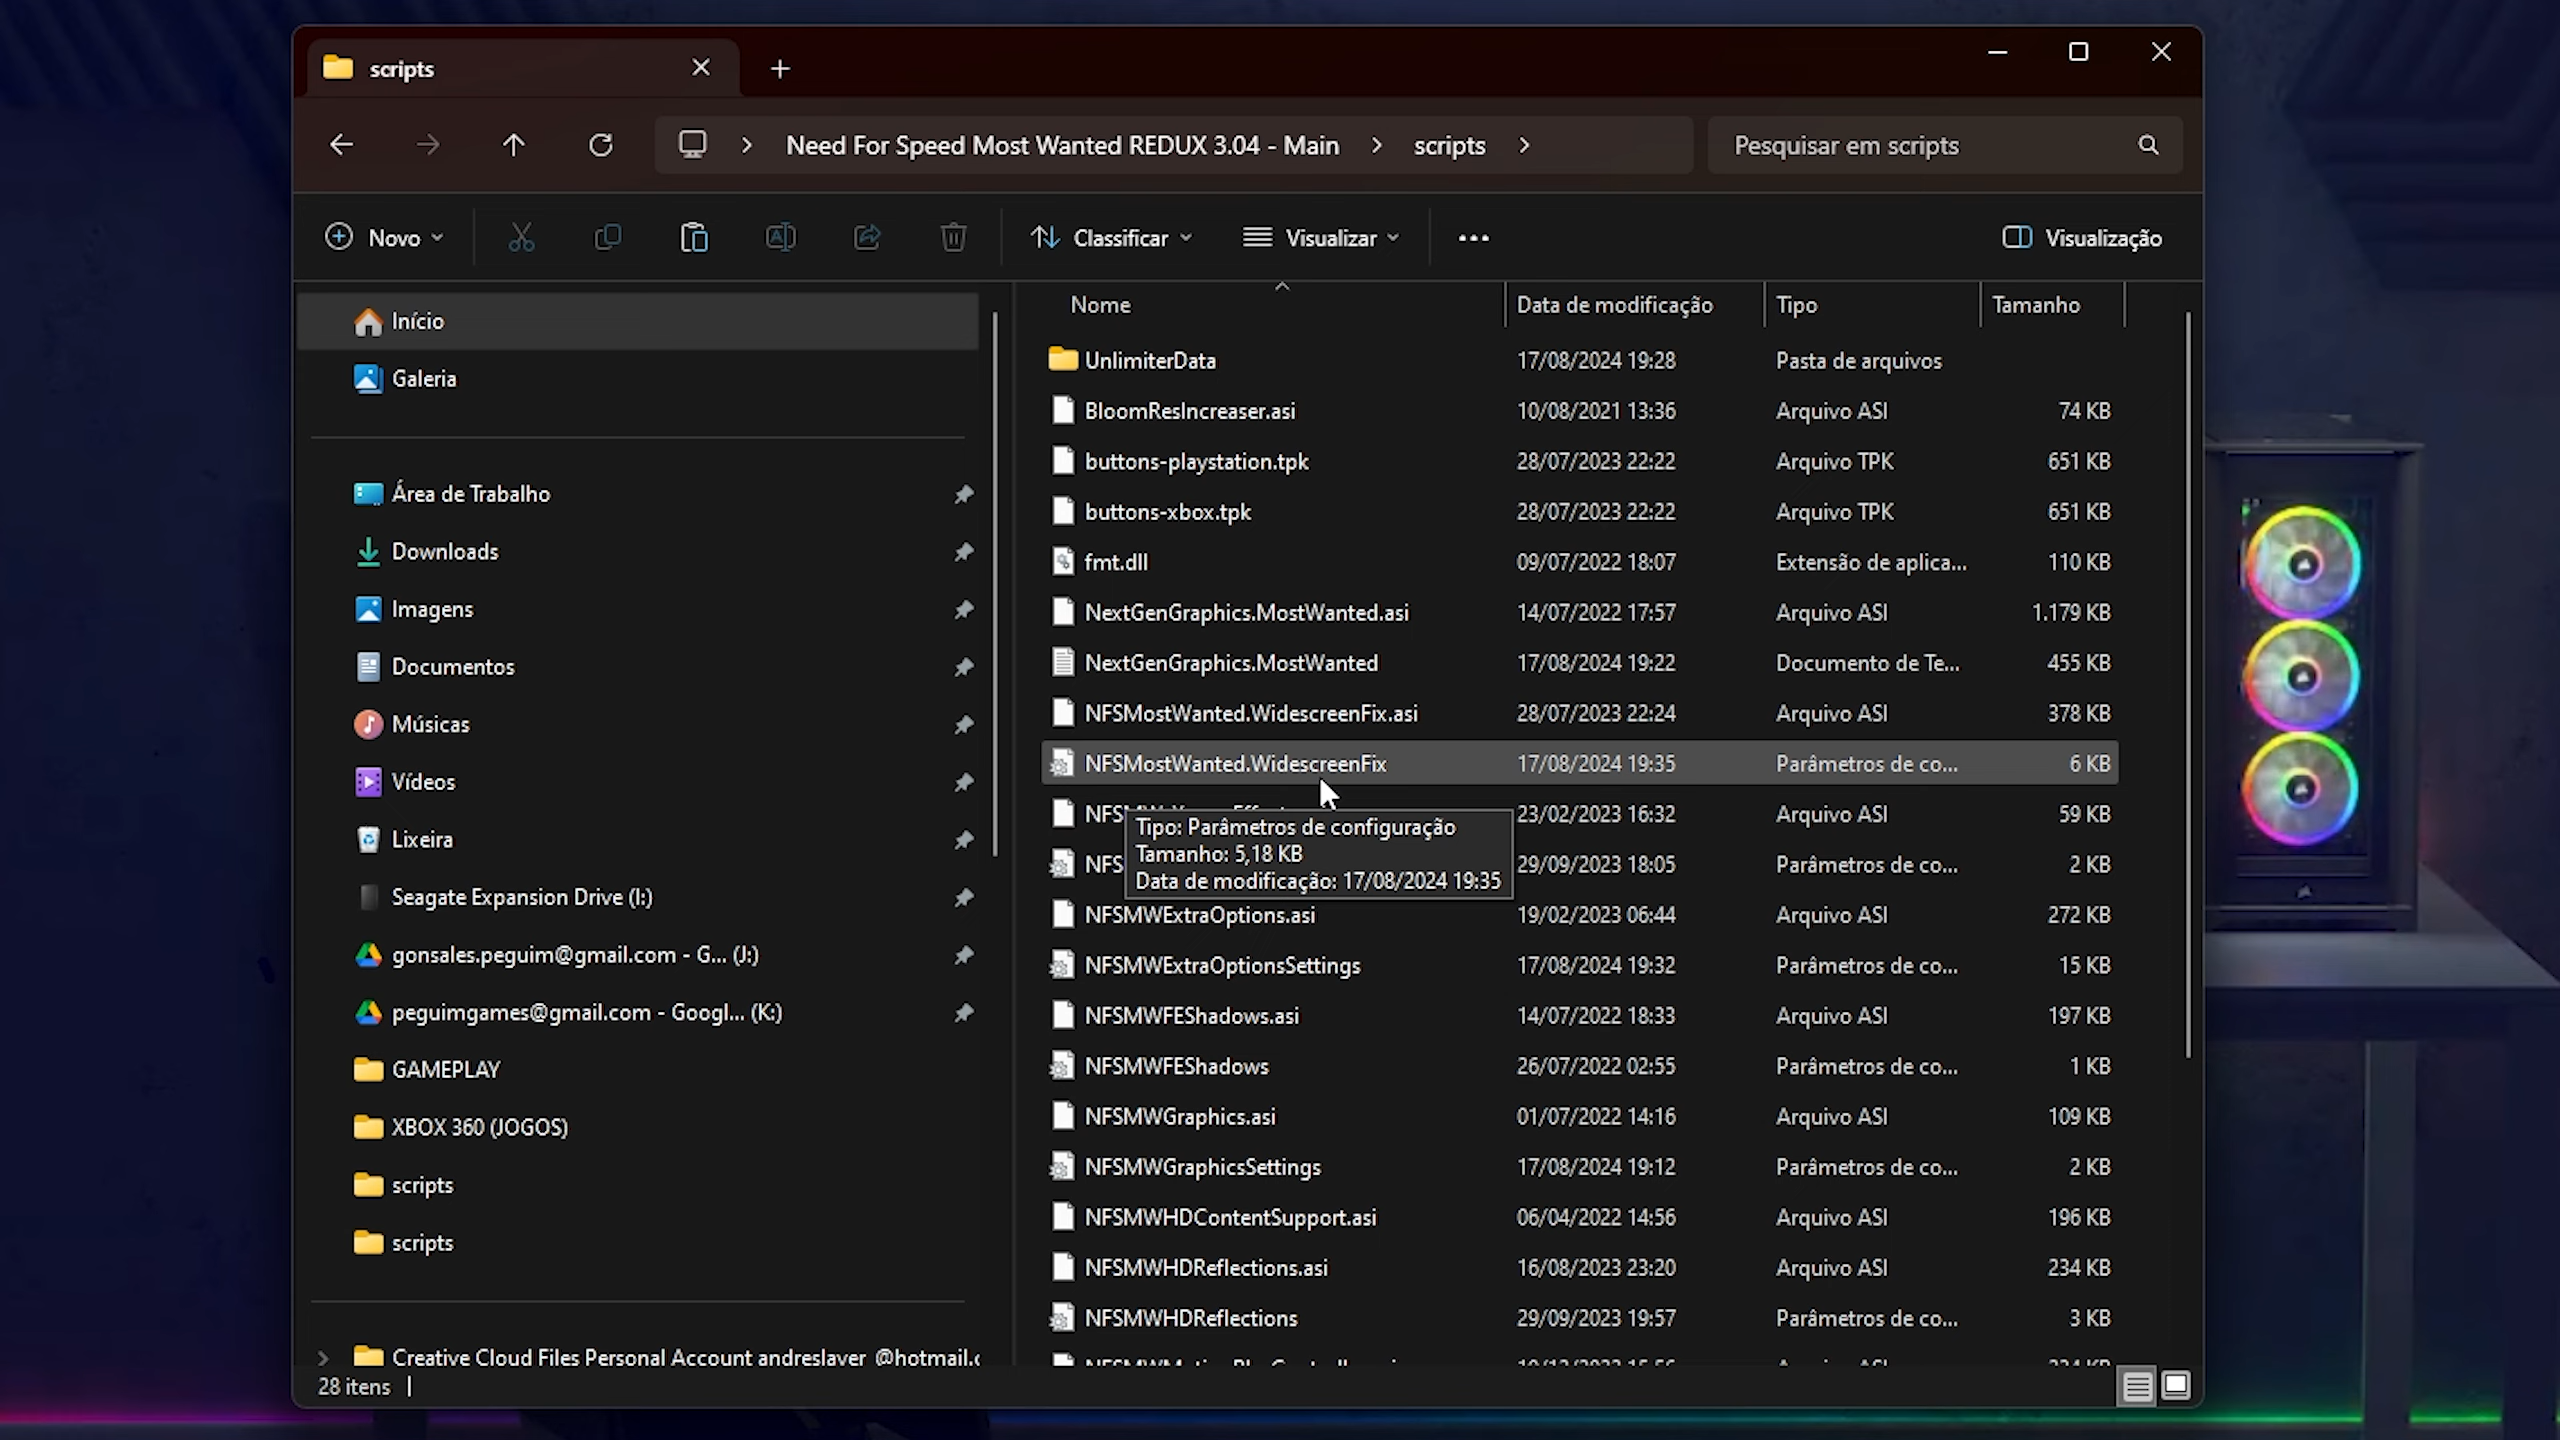 scripts
Need For Speed Most Wanted REDUX 3.04 - Main > scripts >
Pesquisar em scripts
Novo
Classificar
Visualizar
Visualização
Início
Galeria
Área de Trabalho
Downloads
Imagens
Documentos
Músicas
Vídeos
Lixeira
Seagate Expansion Drive (I:)
gonsales.peguim@gmail.com - G... (J:)
peguimgames@gmail.com - Googl... (K:)
GAMEPLAY
XBOX 360 (JOGOS)
scripts
scripts
Creative Cloud Files Personal Account andreslayer @hotmail.c
Nome Data de modificação Tipo Tamanho
UnlimiterData 17/08/2024 19:28 Pasta de arquivos
BloomResIncreaser.asi 10/08/2021 13:36 Arquivo ASI 74 KB
buttons-playstation.tpk 28/07/2023 22:22 Arquivo TPK 651 KB
buttons-xbox.tpk 28/07/2023 22:22 Arquivo TPK 651 KB
fmt.dll 09/07/2022 18:07 Extensão de aplica... 110 KB
NextGenGraphics.MostWanted.asi 14/07/2022 17:57 Arquivo ASI 1.179 KB
NextGenGraphics.MostWanted 17/08/2024 19:22 Documento de Te... 455 KB
NFSMostWanted.WidescreenFix.asi 28/07/2023 22:24 Arquivo ASI 378 KB
NFSMostWanted.WidescreenFix 17/08/2024 19:35 Parâmetros de co... 6 KB
23/02/2023 16:32 Arquivo ASI 59 KB
NFS 29/09/2023 18:05 Parâmetros de co... 2 KB
Tipo: Parâmetros de configuração
Tamanho: 5,18 KB
Data de modificação: 17/08/2024 19:35
NFSMWExtraOptions.asi 19/02/2023 06:44 Arquivo ASI 272 KB
NFSMWExtraOptionsSettings 17/08/2024 19:32 Parâmetros de co... 15 KB
NFSMWFEShadows.asi 14/07/2022 18:33 Arquivo ASI 197 KB
NFSMWFEShadows 26/07/2022 02:55 Parâmetros de co... 1 KB
NFSMWGraphics.asi 01/07/2022 14:16 Arquivo ASI 109 KB
NFSMWGraphicsSettings 17/08/2024 19:12 Parâmetros de co... 2 KB
NFSMWHDContentSupport.asi 06/04/2022 14:56 Arquivo ASI 196 KB
NFSMWHDReflections.asi 16/08/2023 23:20 Arquivo ASI 234 KB
NFSMWHDReflections 29/09/2023 19:57 Parâmetros de co... 3 KB
28 itens